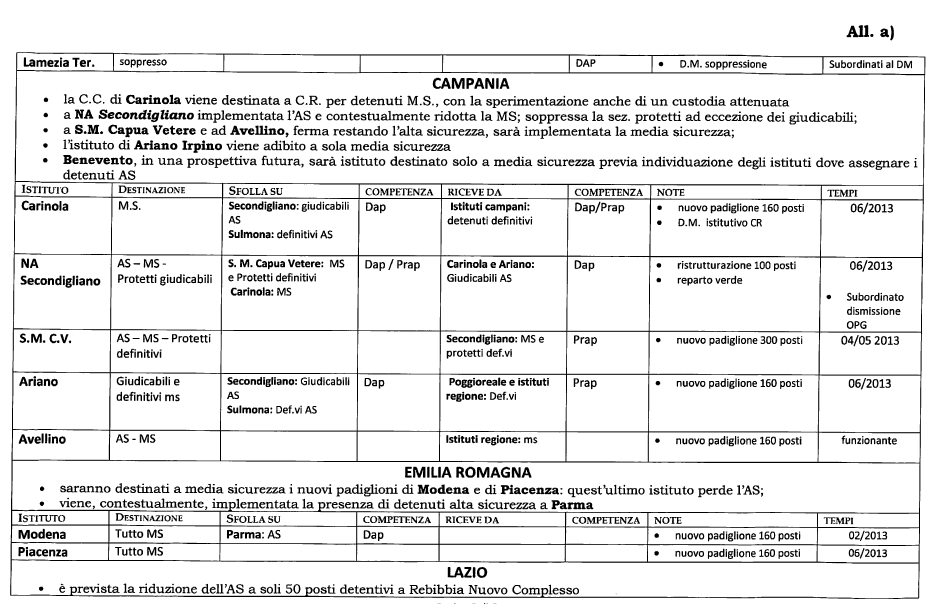 All. a)
Lamezia Ter. soppresso DAP • D.M. soppressione Subordinati al DM
CAMPANIA
• la C.C. di Carinola viene destinata a C.R. per detenuti M.S., con la sperimentazione anche di un custodia attenuata
• a NA Secondigliano implementata l'AS e contestualmente ridotta la MS; soppressa la sez. protetti ad eccezione dei giudicabili;
• a S.M. Capua Vetere e ad Avellino, ferma restando l'alta sicurezza, sarà implementata la media sicurezza;
• l'istituto di Ariano Irpino viene adibito a sola media sicurezza
• Benevento, in una prospettiva futura, sarà istituto destinato solo a media sicurezza previa individuazione degli istituti dove assegnare i
detenuti AS
ISTITUTO DESTINAZIONE SFOLLA SU COMPETENZA RICEVE DA COMPETENZA NOTE TEMPI
Carinola M.S. Secondigliano: giudicabili Dap Istituti campani: Dap/Prap • nuovo padiglione 160 posti 06/2013
AS detenuti definitivi • D.M. istitutivo CR
Sulmona: definitivi AS
NA AS – MS - S. M. Capua Vetere: MS Dap / Prap Carinola e Ariano: Dap • ristrutturazione 100 posti 06/2013
Secondigliano Protetti giudicabili e Protetti definitivi Giudicabili AS • reparto verde
Carinola: MS • Subordinato
dismissione
OPG
S.M. C.V. AS – MS – Protetti Secondigliano: MS e Prap • nuovo padiglione 300 posti 04/05 2013
definitivi protetti def.vi
Ariano Giudicabili e Secondigliano: Giudicabili Dap Poggioreale e istituti Prap • nuovo padiglione 160 posti 06/2013
definitivi ms AS regione: Def.vi
Sulmona: Def.vi AS
Avellino AS - MS Istituti regione: ms • nuovo padiglione 160 posti funzionante
EMILIA ROMAGNA
• saranno destinati a media sicurezza i nuovi padiglioni di Modena e di Piacenza: quest'ultimo istituto perde l'AS;
• viene, contestualmente, implementata la presenza di detenuti alta sicurezza a Parma
ISTITUTO DESTINAZIONE SFOLLA SU COMPETENZA RICEVE DA COMPETENZA NOTE TEMPI
Modena Tutto MS Parma: AS Dap • nuovo padiglione 160 posti 02/2013
Piacenza Tutto MS • nuovo padiglione 160 posti 06/2013
LAZIO
• è prevista la riduzione dell'AS a soli 50 posti detentivi a Rebibbia Nuovo Complesso